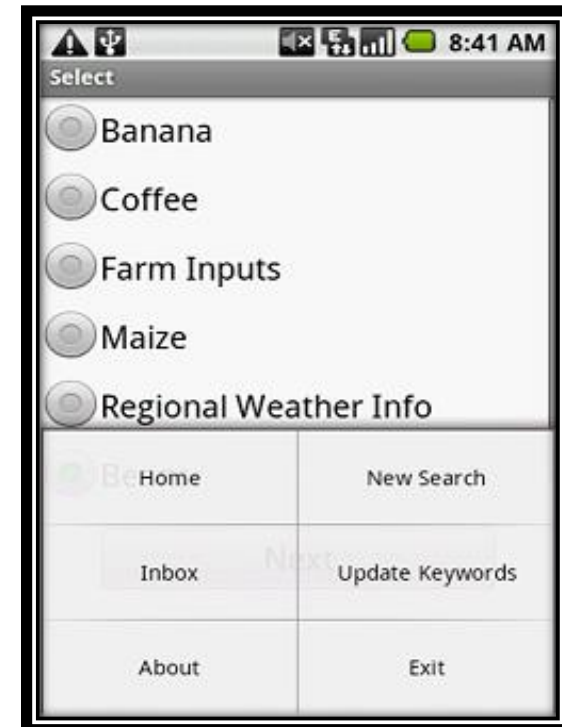 8:41 AM
Select
Banana
Coffee
Farm Inputs
Maize
Regional Weather Info
Home
New Search
Next
Inbox
Update Keywords
About
Exit